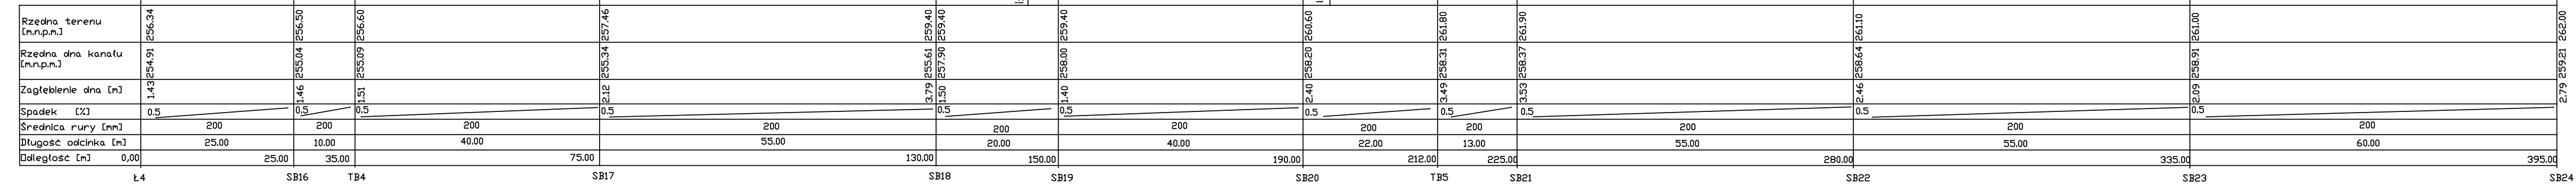 Rzędna terenu
[m.n.p.m.]
256.34 256.50 256.60 257.46 259.40 259.40 259.40 260.60 261.80 261.90 261.10 261.00 262.00
Rzędna dna kanału
[m.n.p.m.]
254.91 255.04 255.09 255.34 255.61 257.90 258.00 258.20 258.31 258.37 258.64 258.91 259.21
Zagłębienie dna [m]
1.43 1.46 1.51 2.12 3.79 1.50 1.40 2.40 3.49 3.53 2.46 2.09 2.79
Spadek [%]
0.5 0.5 0.5 0.5 0.5 0.5 0.5 0.5 0.5 0.5 0.5
Średnica rury [mm]
200 200 200 200 200 200 200 200 200 200 200
Długość odcinka [m]
25.00 10.00 40.00 55.00 20.00 40.00 22.00 13.00 55.00 55.00 60.00
Odległość [m]
0,00 25.00 35.00 75.00 130.00 150.00 190.00 212.00 225.00 280.00 335.00 395.00
Ł4 SB16 TB4 SB17 SB18 SB19 SB20 TB5 SB21 SB22 SB23 SB24